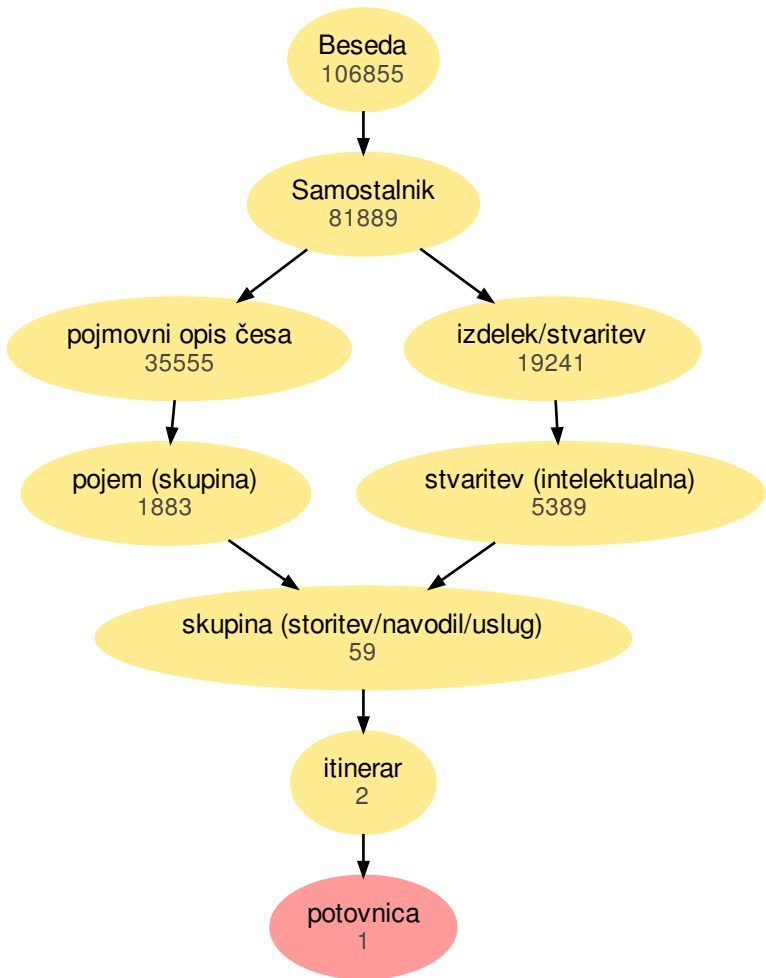 Beseda
106855
Samostalnik
81889
pojmovni opis česa
35555
izdelek/stvaritev
19241
pojem (skupina)
1883
stvaritev (intelektualna)
5389
skupina (storitev/navodil/uslug)
59
itinerar
2
potovnica
1